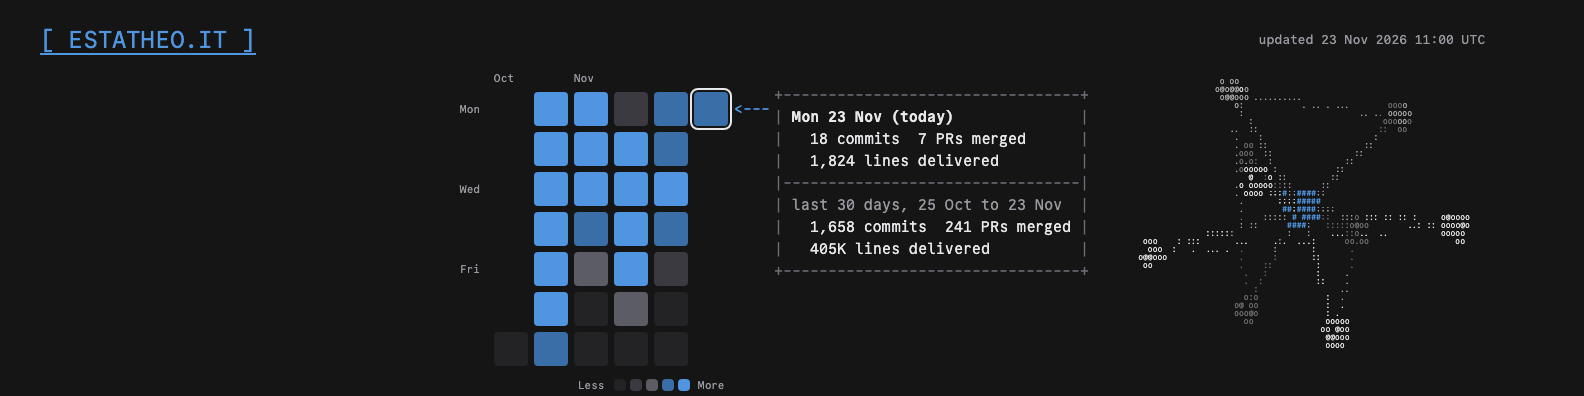 [ ESTATHEO.IT ]
updated 23 Nov 2026 11:00 UTC
Oct Nov
Mon
Wed
Fri
Less More
<---
Mon 23 Nov (today)
18 commits 7 PRs merged
1,824 lines delivered
last 30 days, 25 Oct to 23 Nov
1,658 commits 241 PRs merged
405K lines delivered